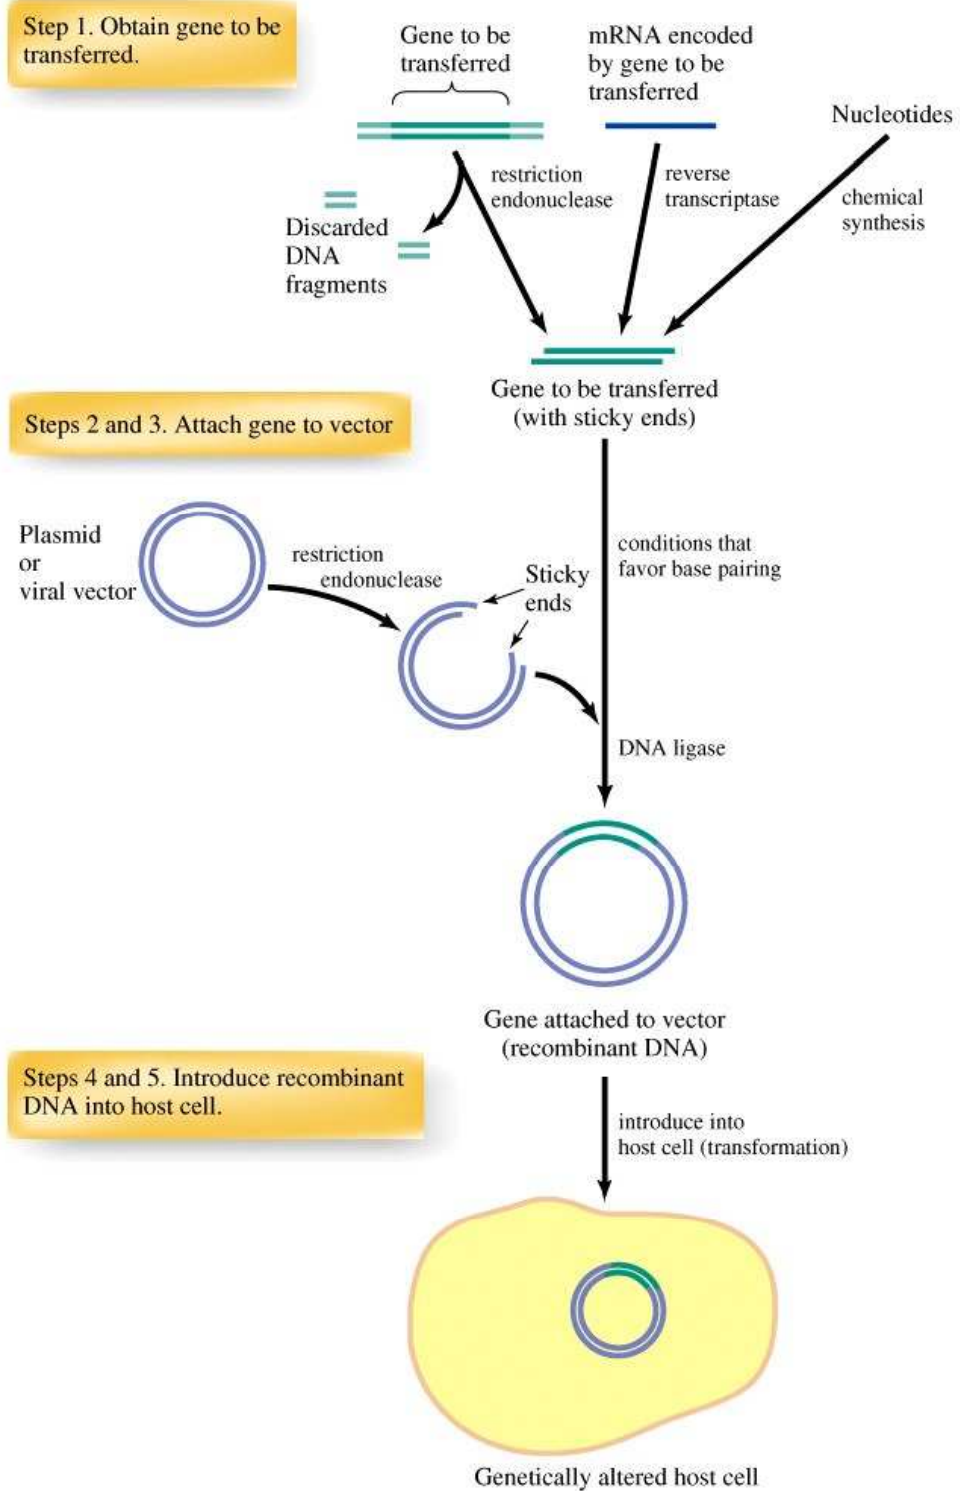 Step 1. Obtain gene to be
transferred.
Gene to be
transferred
mRNA encoded
by gene to be
transferred
Nucleotides
restriction
endonuclease
reverse
transcriptase
chemical
synthesis
Discarded
DNA
fragments
Gene to be transferred
(with sticky ends)
Steps 2 and 3. Attach gene to vector
Plasmid
or
viral vector
restriction
endonuclease
Sticky
ends
conditions that
favor base pairing
DNA ligase
Gene attached to vector
(recombinant DNA)
Steps 4 and 5. Introduce recombinant
DNA into host cell.
introduce into
host cell (transformation)
Genetically altered host cell